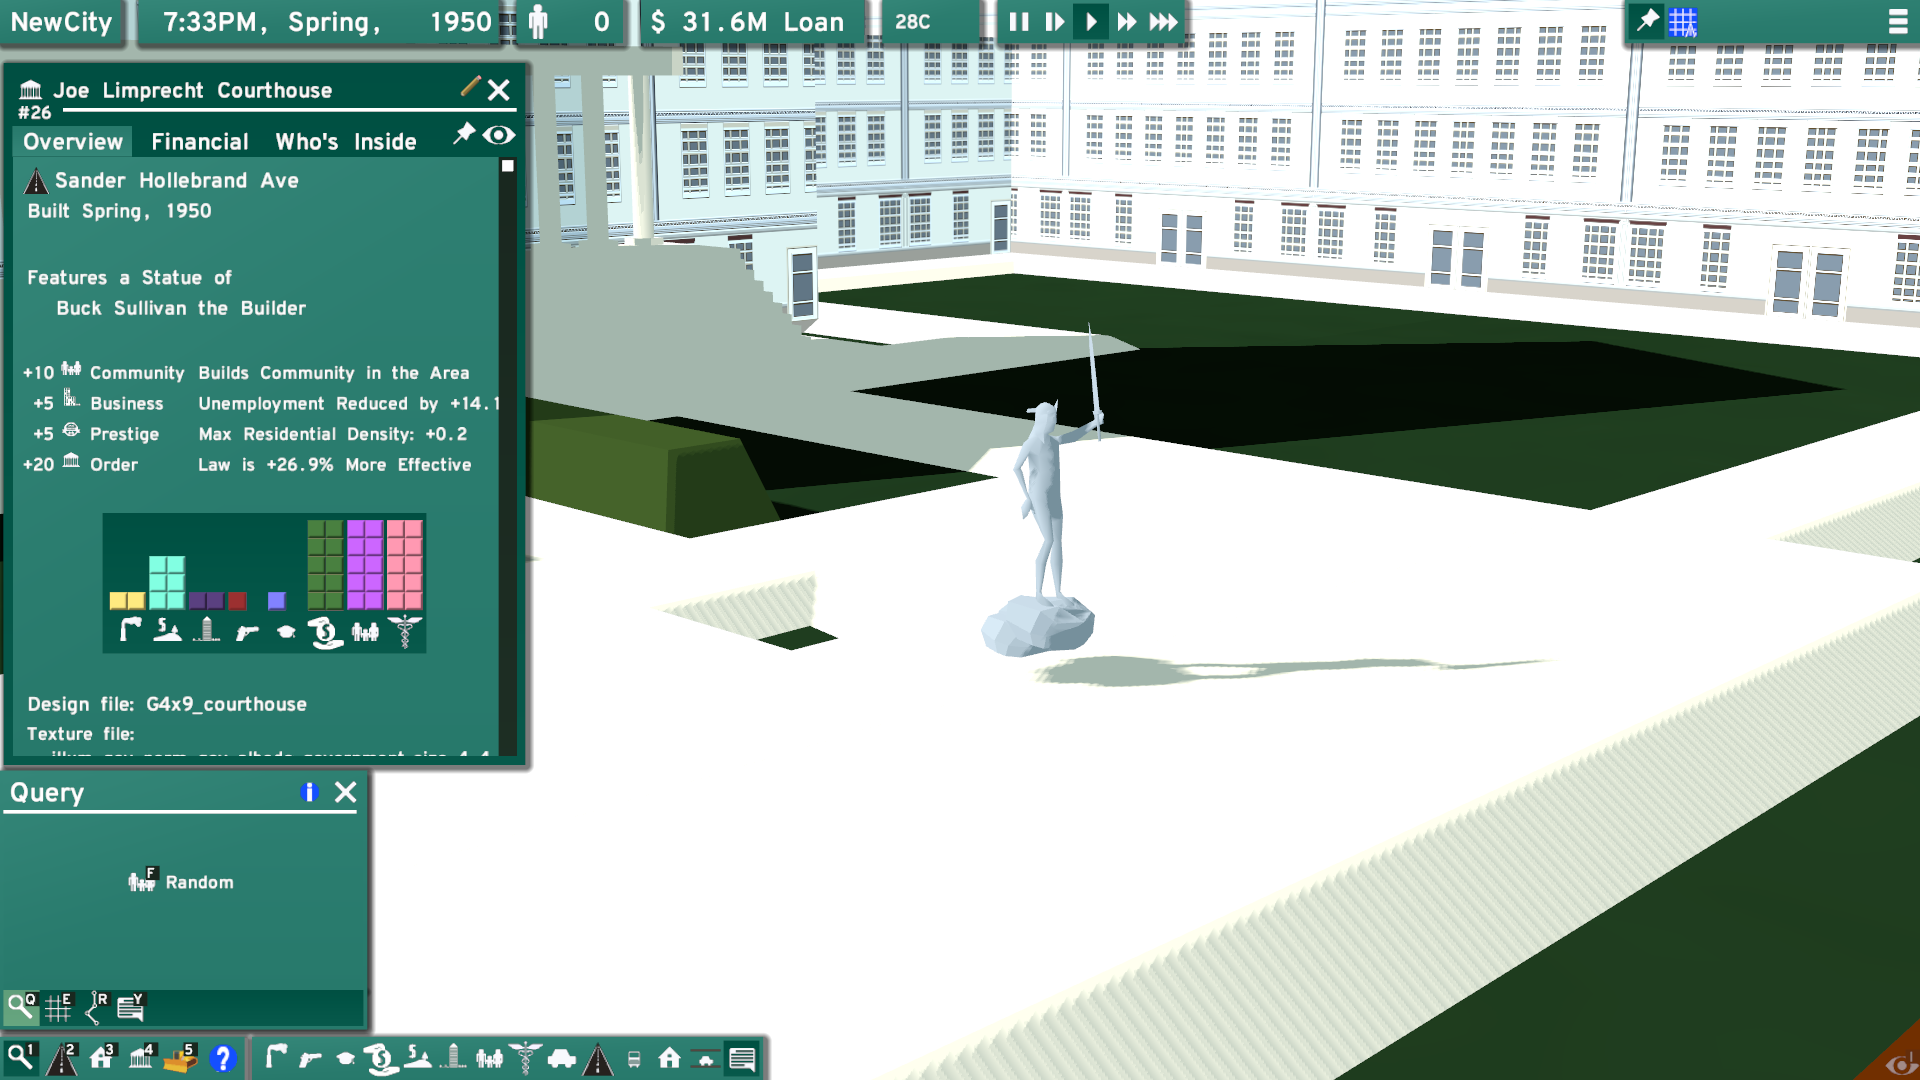 NewCity
7:33PM, Spring, 1950
0
$ 31.6M Loan
28C
Joe Limprecht Courthouse
#26
Overview Financial Who's Inside
Sander Hollebrand Ave
Built Spring, 1950
Features a Statue of
Buck Sullivan the Builder
+10 Community Builds Community in the Area
+5 Business Unemployment Reduced by +14.1
+5 Prestige Max Residential Density: +0.2
+20 Order Law is +26.9% More Effective
Design file: G4x9_courthouse
Texture file:
Query i
F Random
Q E R Y
1 2 3 4 5 ?